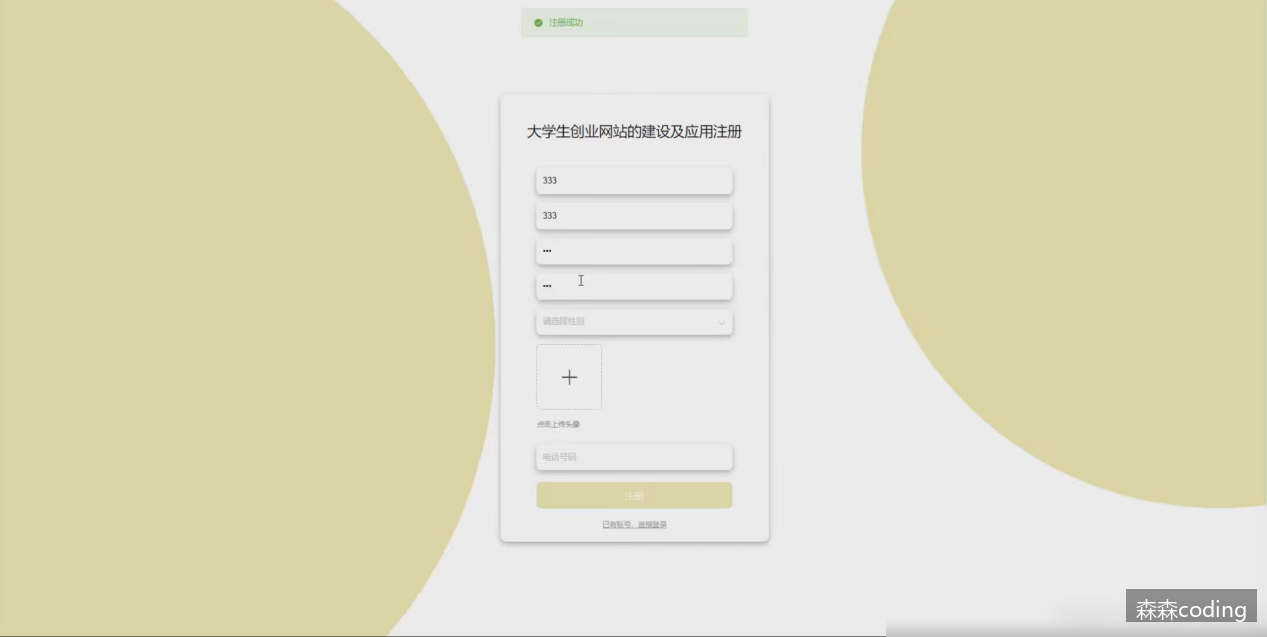 注册成功
大学生创业网站的建设及应用注册
333
333
•••
•••
请选择性别
点击上传头像
电话号码
注册
已有账号，直接登录
森森coding